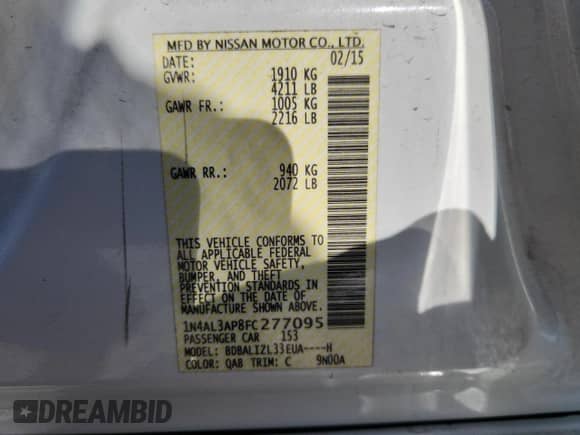 MFD BY NISSAN MOTOR CO., LTD.
DATE: 02/15
GVWR: 1910 KG
4211 LB
GAWR FR.: 1005 KG
2216 LB
GAWR RR.: 940 KG
2072 LB
THIS VEHICLE CONFORMS TO
ALL APPLICABLE FEDERAL
MOTOR VEHICLE SAFETY,
BUMPER, AND THEFT
PREVENTION STANDARDS IN
EFFECT ON THE DATE OF
MANUFACTURE SHOWN ABOVE.
1N4AL3AP8FC277095
PASSENGER CAR 153
MODEL: BDBALIZL33EUA----H
COLOR: QAB TRIM: C 9N00A
DREAMBID